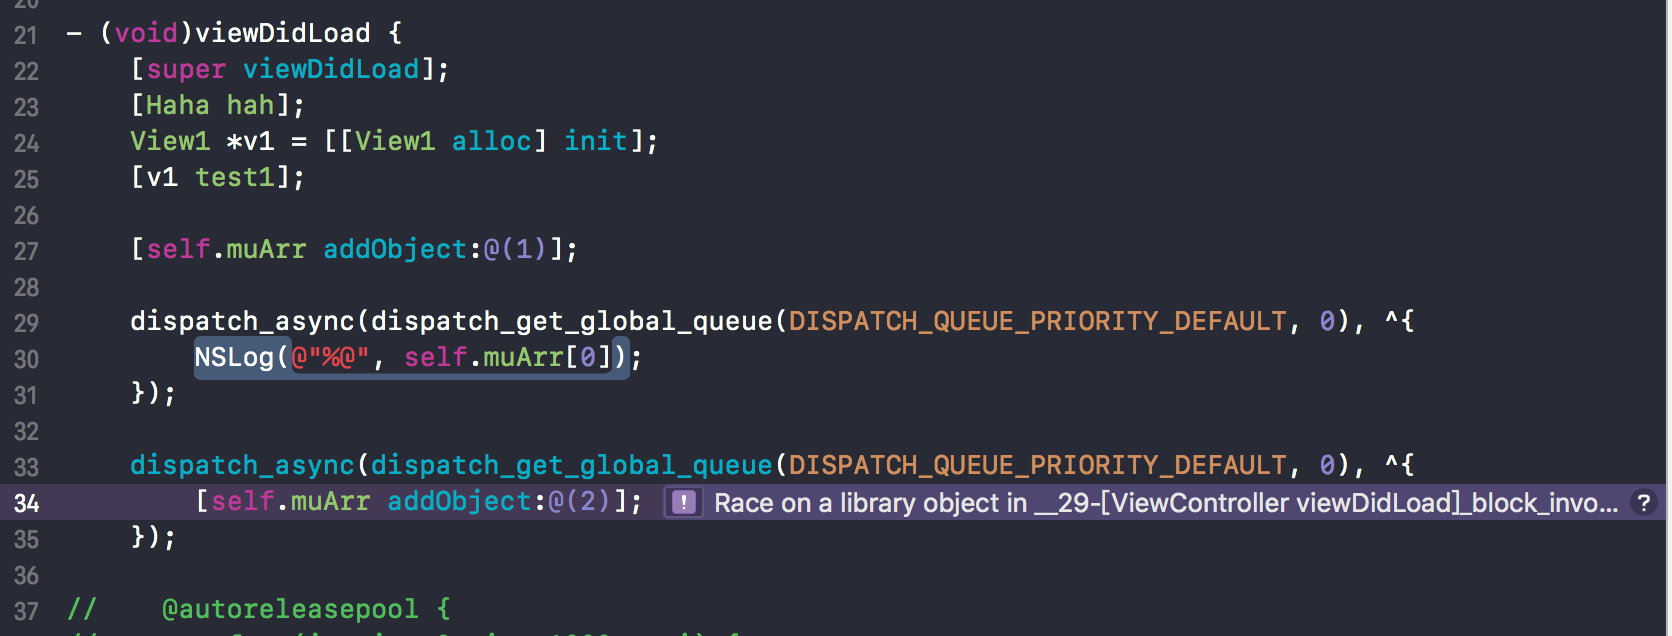 20
21 - (void)viewDidLoad {
22 [super viewDidLoad];
23 [Haha hah];
24 View1 *v1 = [[View1 alloc] init];
25 [v1 test1];
26
27 [self.muArr addObject:@(1)];
28
29 dispatch_async(dispatch_get_global_queue(DISPATCH_QUEUE_PRIORITY_DEFAULT, 0), ^{
30 NSLog(@"%@", self.muArr[0]);
31 });
32
33 dispatch_async(dispatch_get_global_queue(DISPATCH_QUEUE_PRIORITY_DEFAULT, 0), ^{
34 [self.muArr addObject:@(2)]; ! Race on a library object in __29-[ViewController viewDidLoad]_block_invo... ?
35 });
36
37 // @autoreleasepool {